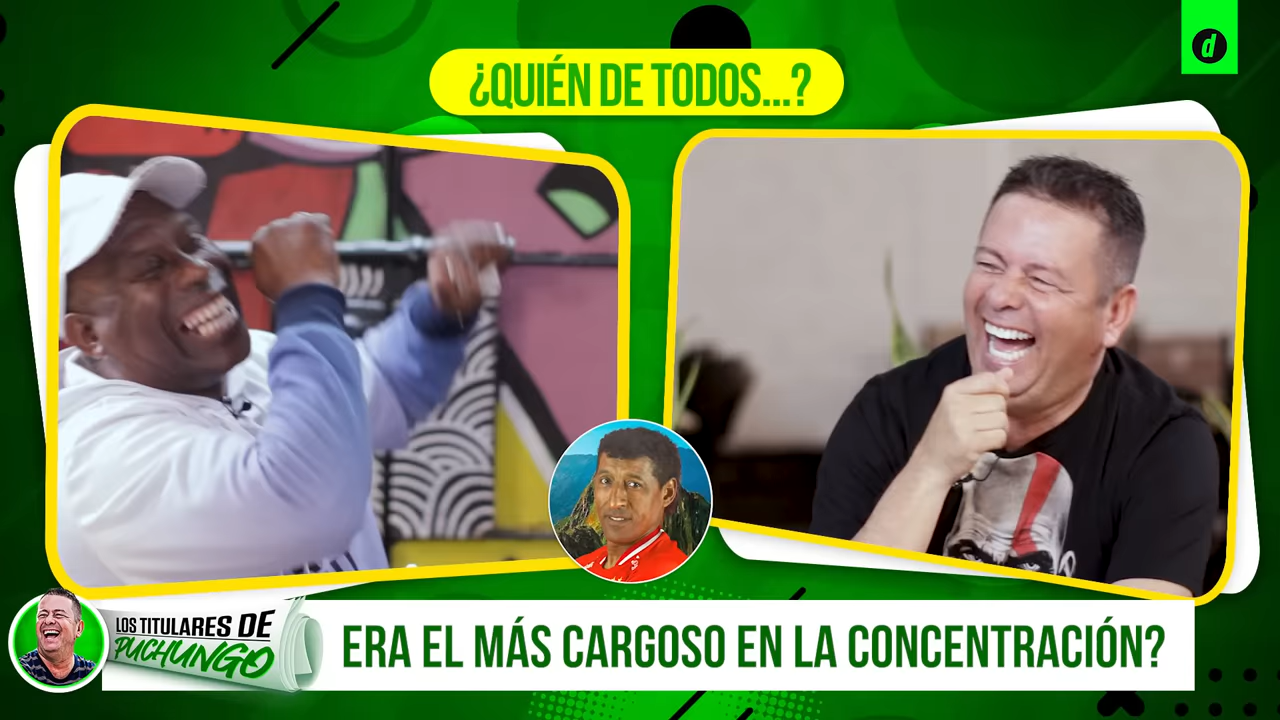 d
¿QUIÉN DE TODOS...?
LOS TITULARES DE
PUCHUNGO
ERA EL MÁS CARGOSO EN LA CONCENTRACIÓN?